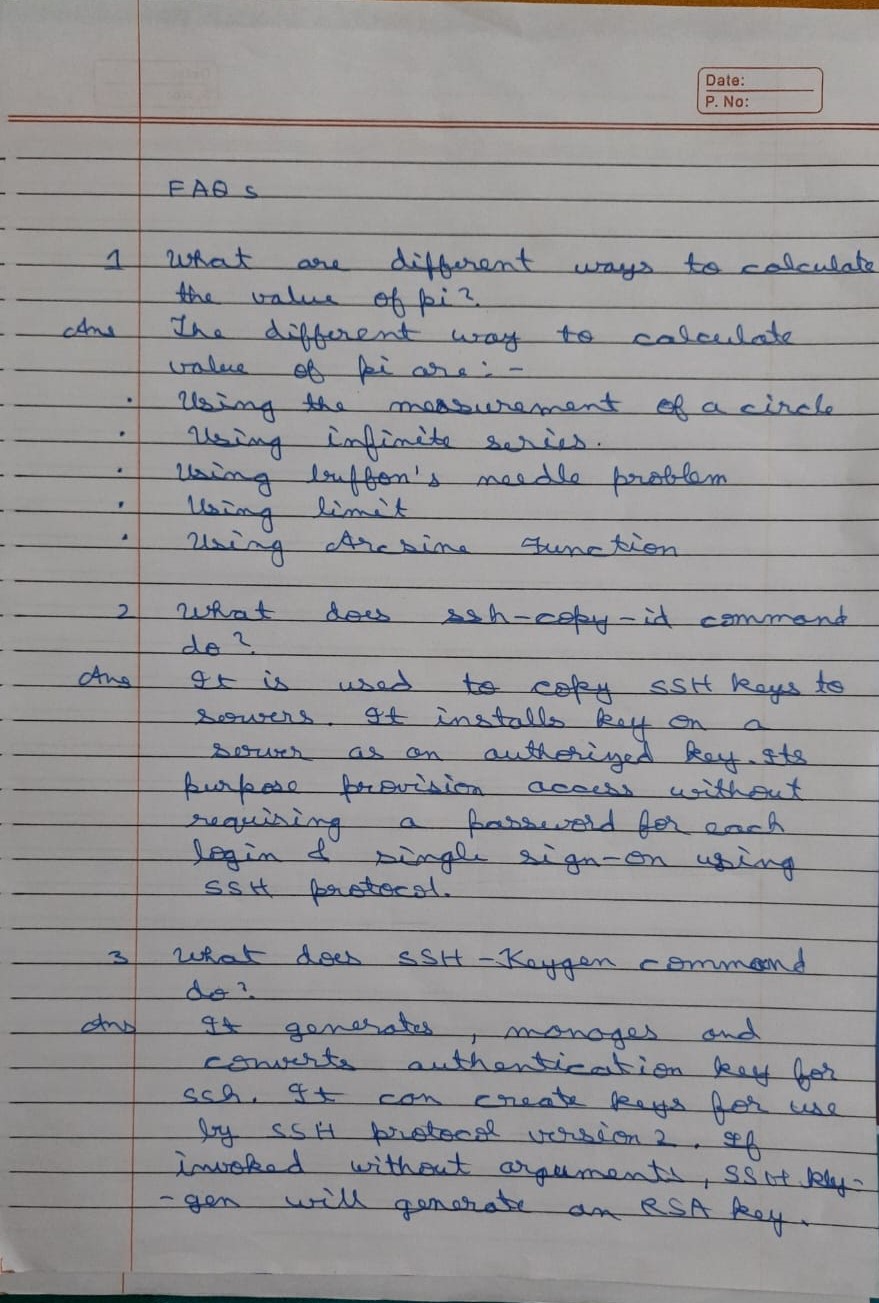 Date:
P. No:
FAQs
1 What are different ways to calculate
the value of pi?
Ans The different way to calculate
value of pi are:-
• Using the measurement of a circle
• Using infinite series.
• Using buffon's needle problem
• Using limit
• Using Arcsine Function
2 What does ssh-copy-id command
do?
Ans It is used to copy SSH keys to
servers. It installs key on a
server as an authorized key. Its
purpose provision access without
requiring a password for each
login & single sign-on using
SSH protocol.
3 What does SSH-Keygen command
do?
Ans It generates, manages and
converts authentication key for
ssh. It can create keys for use
by SSH protocol version 2. If
invoked without arguments, SSH key-
-gen will generate an RSA key.